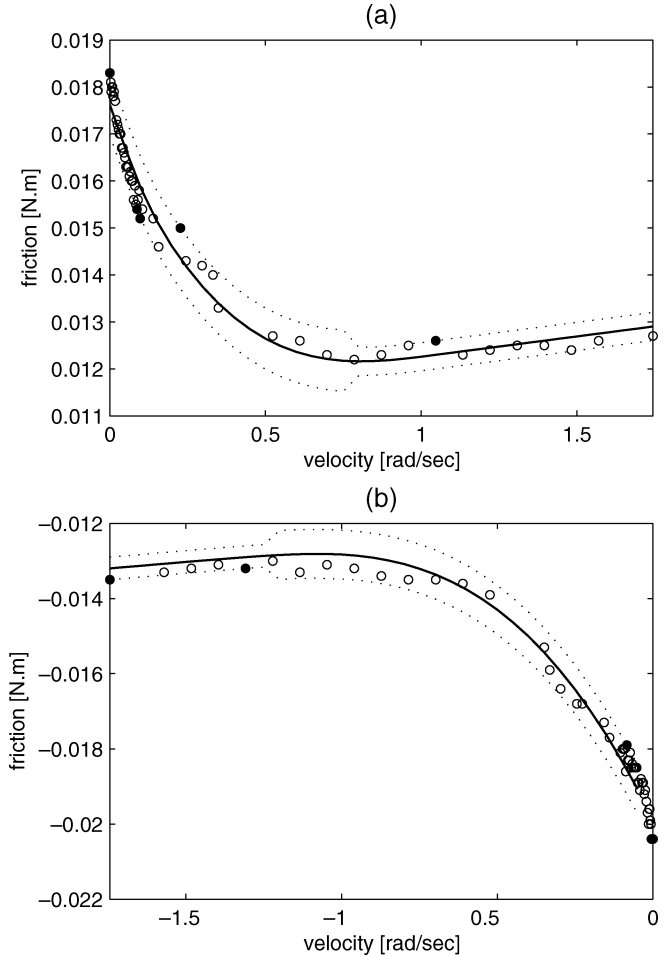 (a)
0.019
0.018
0.017
0.016
0.015
0.014
0.013
0.012
0.011
friction [N.m]
0 0.5 1 1.5
velocity [rad/sec]
(b)
−0.012
−0.014
−0.016
−0.018
−0.02
−0.022
friction [N.m]
−1.5 −1 0.5 0
velocity [rad/sec]